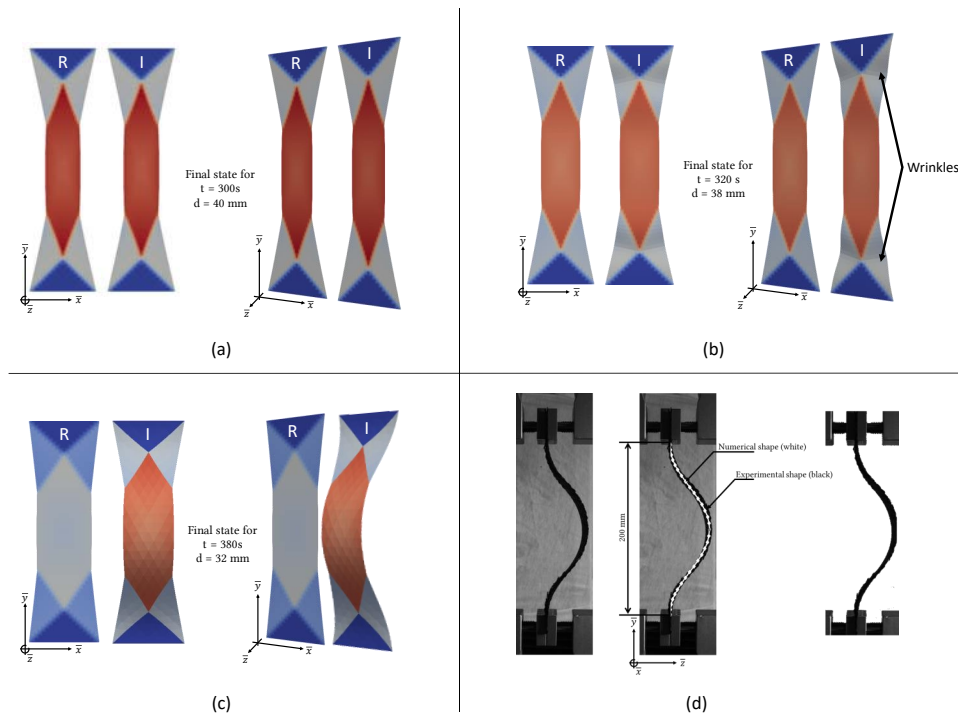 R
I
R
I
Final state for
t = 300s
d = 40 mm
y
x
z
y
x
z
(a)
R
I
R
I
Wrinkles
Final state for
t = 320 s
d = 38 mm
y
x
z
y
x
z
(b)
R
I
R
I
Final state for
t = 380s
d = 32 mm
y
x
z
y
x
z
(c)
Numerical shape (white)
Experimental shape (black)
200 mm
y
z
x
(d)